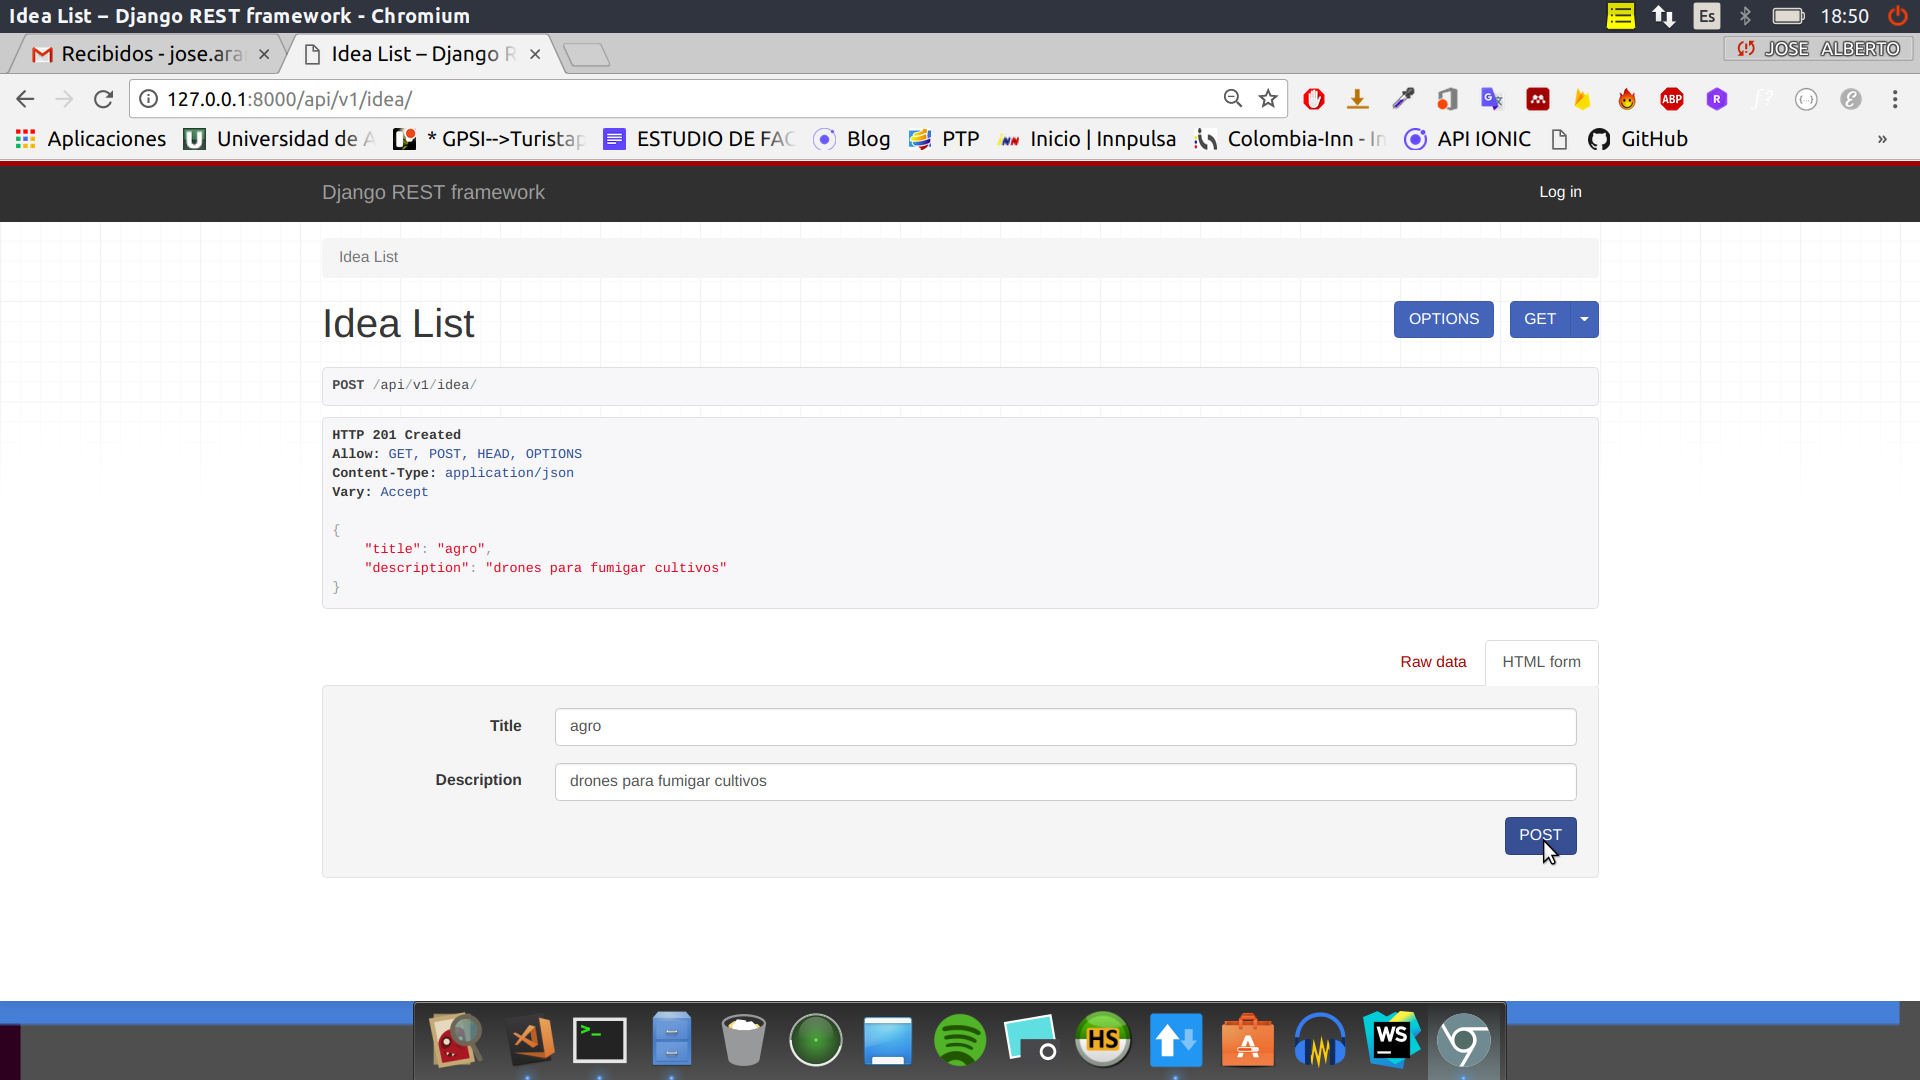 Idea List – Django REST framework - Chromium
Es
18:50
Recibidos - jose.ara
Idea List – Django R
JOSE ALBERTO
127.0.0.1:8000/api/v1/idea/
ABP
R
f?
Aplicaciones
Universidad de A
* GPSI-->Turistap
ESTUDIO DE FAC
Blog
PTP
Inicio | Innpulsa
Colombia-Inn - In
API IONIC
GitHub
»
Django REST framework
Log in
Idea List
Idea List
OPTIONS
GET
POST /api/v1/idea/
HTTP 201 Created
Allow: GET, POST, HEAD, OPTIONS
Content-Type: application/json
Vary: Accept
{
"title": "agro",
"description": "drones para fumigar cultivos"
}
Raw data
HTML form
Title
agro
Description
drones para fumigar cultivos
POST
>_
HS
A
WS